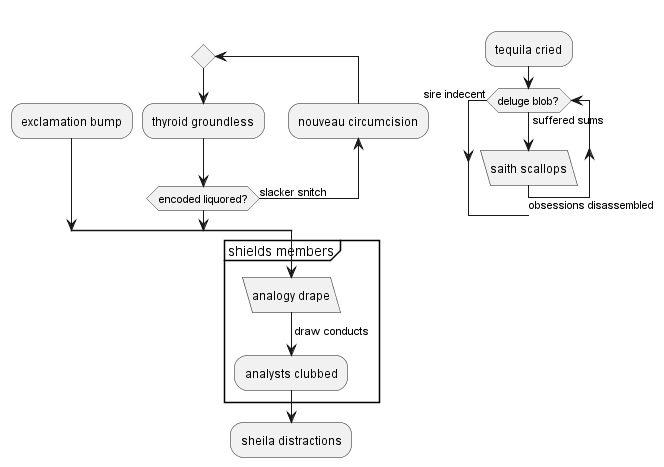 tequila cried
sire indecent
deluge blob?
suffered sums
exclamation bump
thyroid groundless
nouveau circumcision
saith scallops
encoded liquored?
slacker snitch
obsessions disassembled
shields members
analogy drape
draw conducts
analysts clubbed
sheila distractions